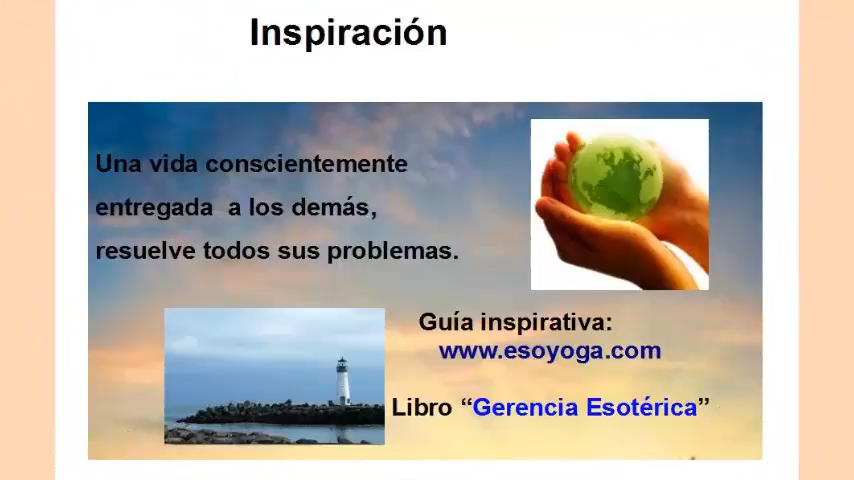 Inspiración
Una vida conscientemente
entregada a los demás,
resuelve todos sus problemas.
Guía inspirativa:
www.esoyoga.com
Libro “Gerencia Esotérica”